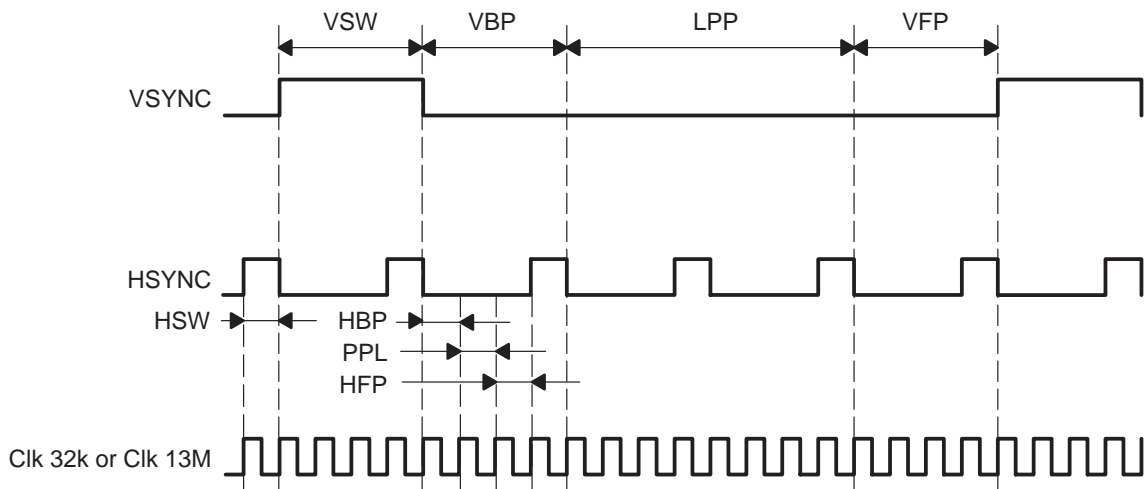 VSW VBP LPP VFP
VSYNC
HSYNC
HSW HBP
PPL
HFP
Clk 32k or Clk 13M